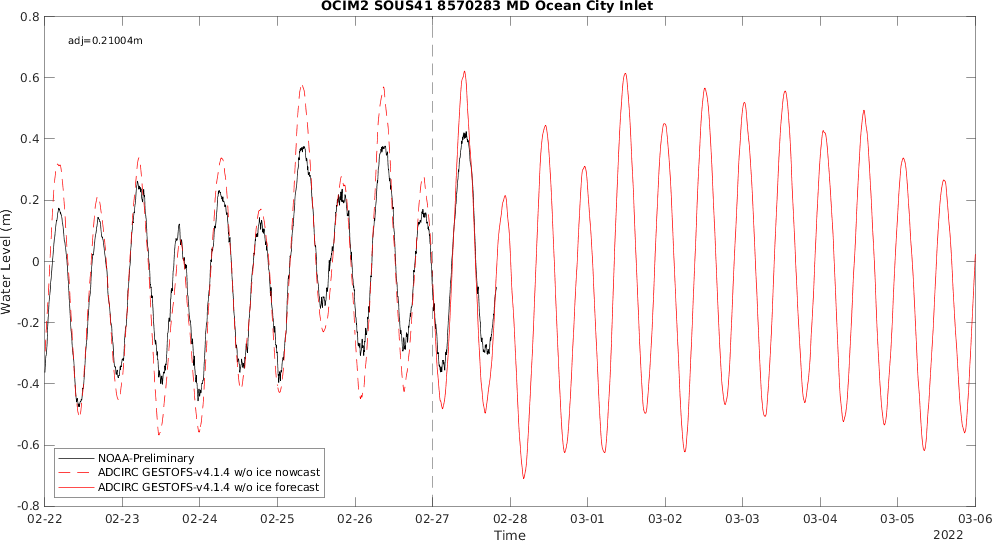 OCIM2 SOUS41 8570283 MD Ocean City Inlet
adj=0.21004m
0.8
0.6
0.4
0.2
0
-0.2
-0.4
-0.6
-0.8
Water Level (m)
NOAA-Preliminary
ADCIRC GESTOFS-v4.1.4 w/o ice nowcast
ADCIRC GESTOFS-v4.1.4 w/o ice forecast
02-22 02-23 02-24 02-25 02-26 02-27 02-28 03-01 03-02 03-03 03-04 03-05 03-06
Time
2022